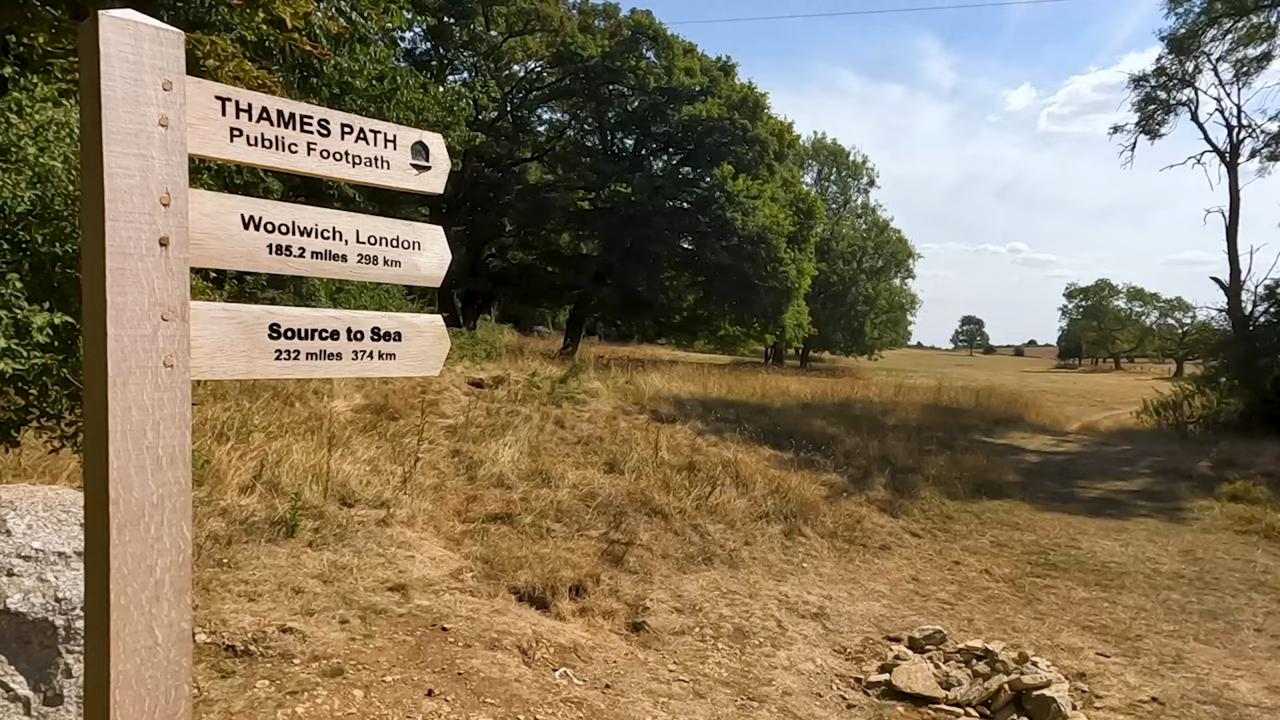 THAMES PATH
Public Footpath
Woolwich, London
185.2 miles 298 km
Source to Sea
232 miles 374 km